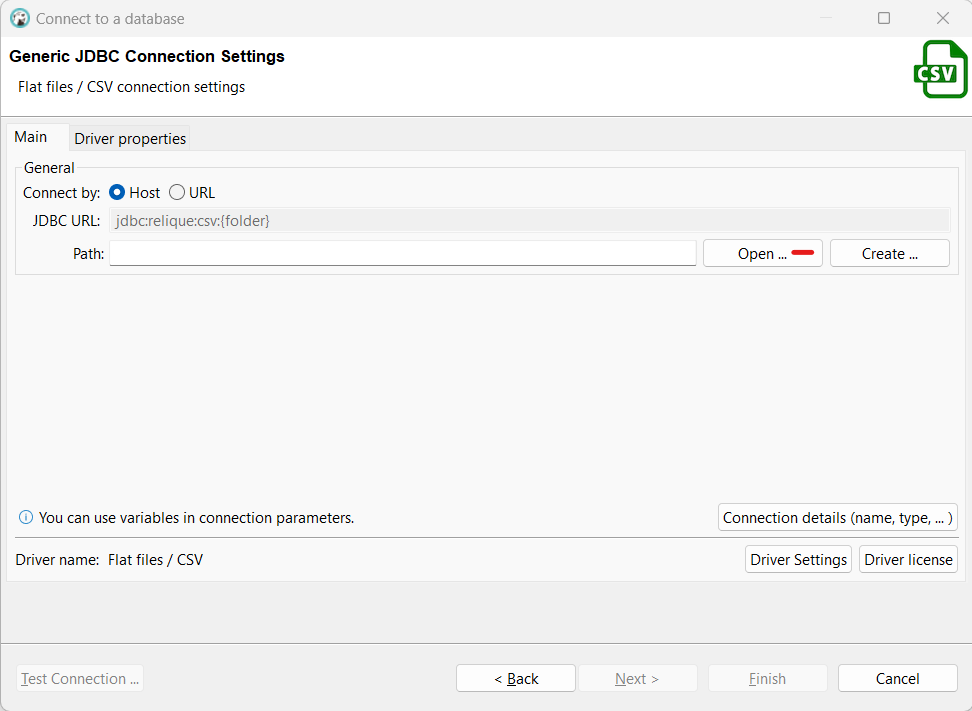 Connect to a database
Generic JDBC Connection Settings
Flat files / CSV connection settings
CSV
Main Driver properties
General
Connect by: Host URL
JDBC URL: jdbc:relique:csv:{folder}
Path: Open ... Create ...
You can use variables in connection parameters. Connection details (name, type, ... )
Driver name: Flat files / CSV Driver Settings Driver license
Test Connection ... < Back Next > Finish Cancel